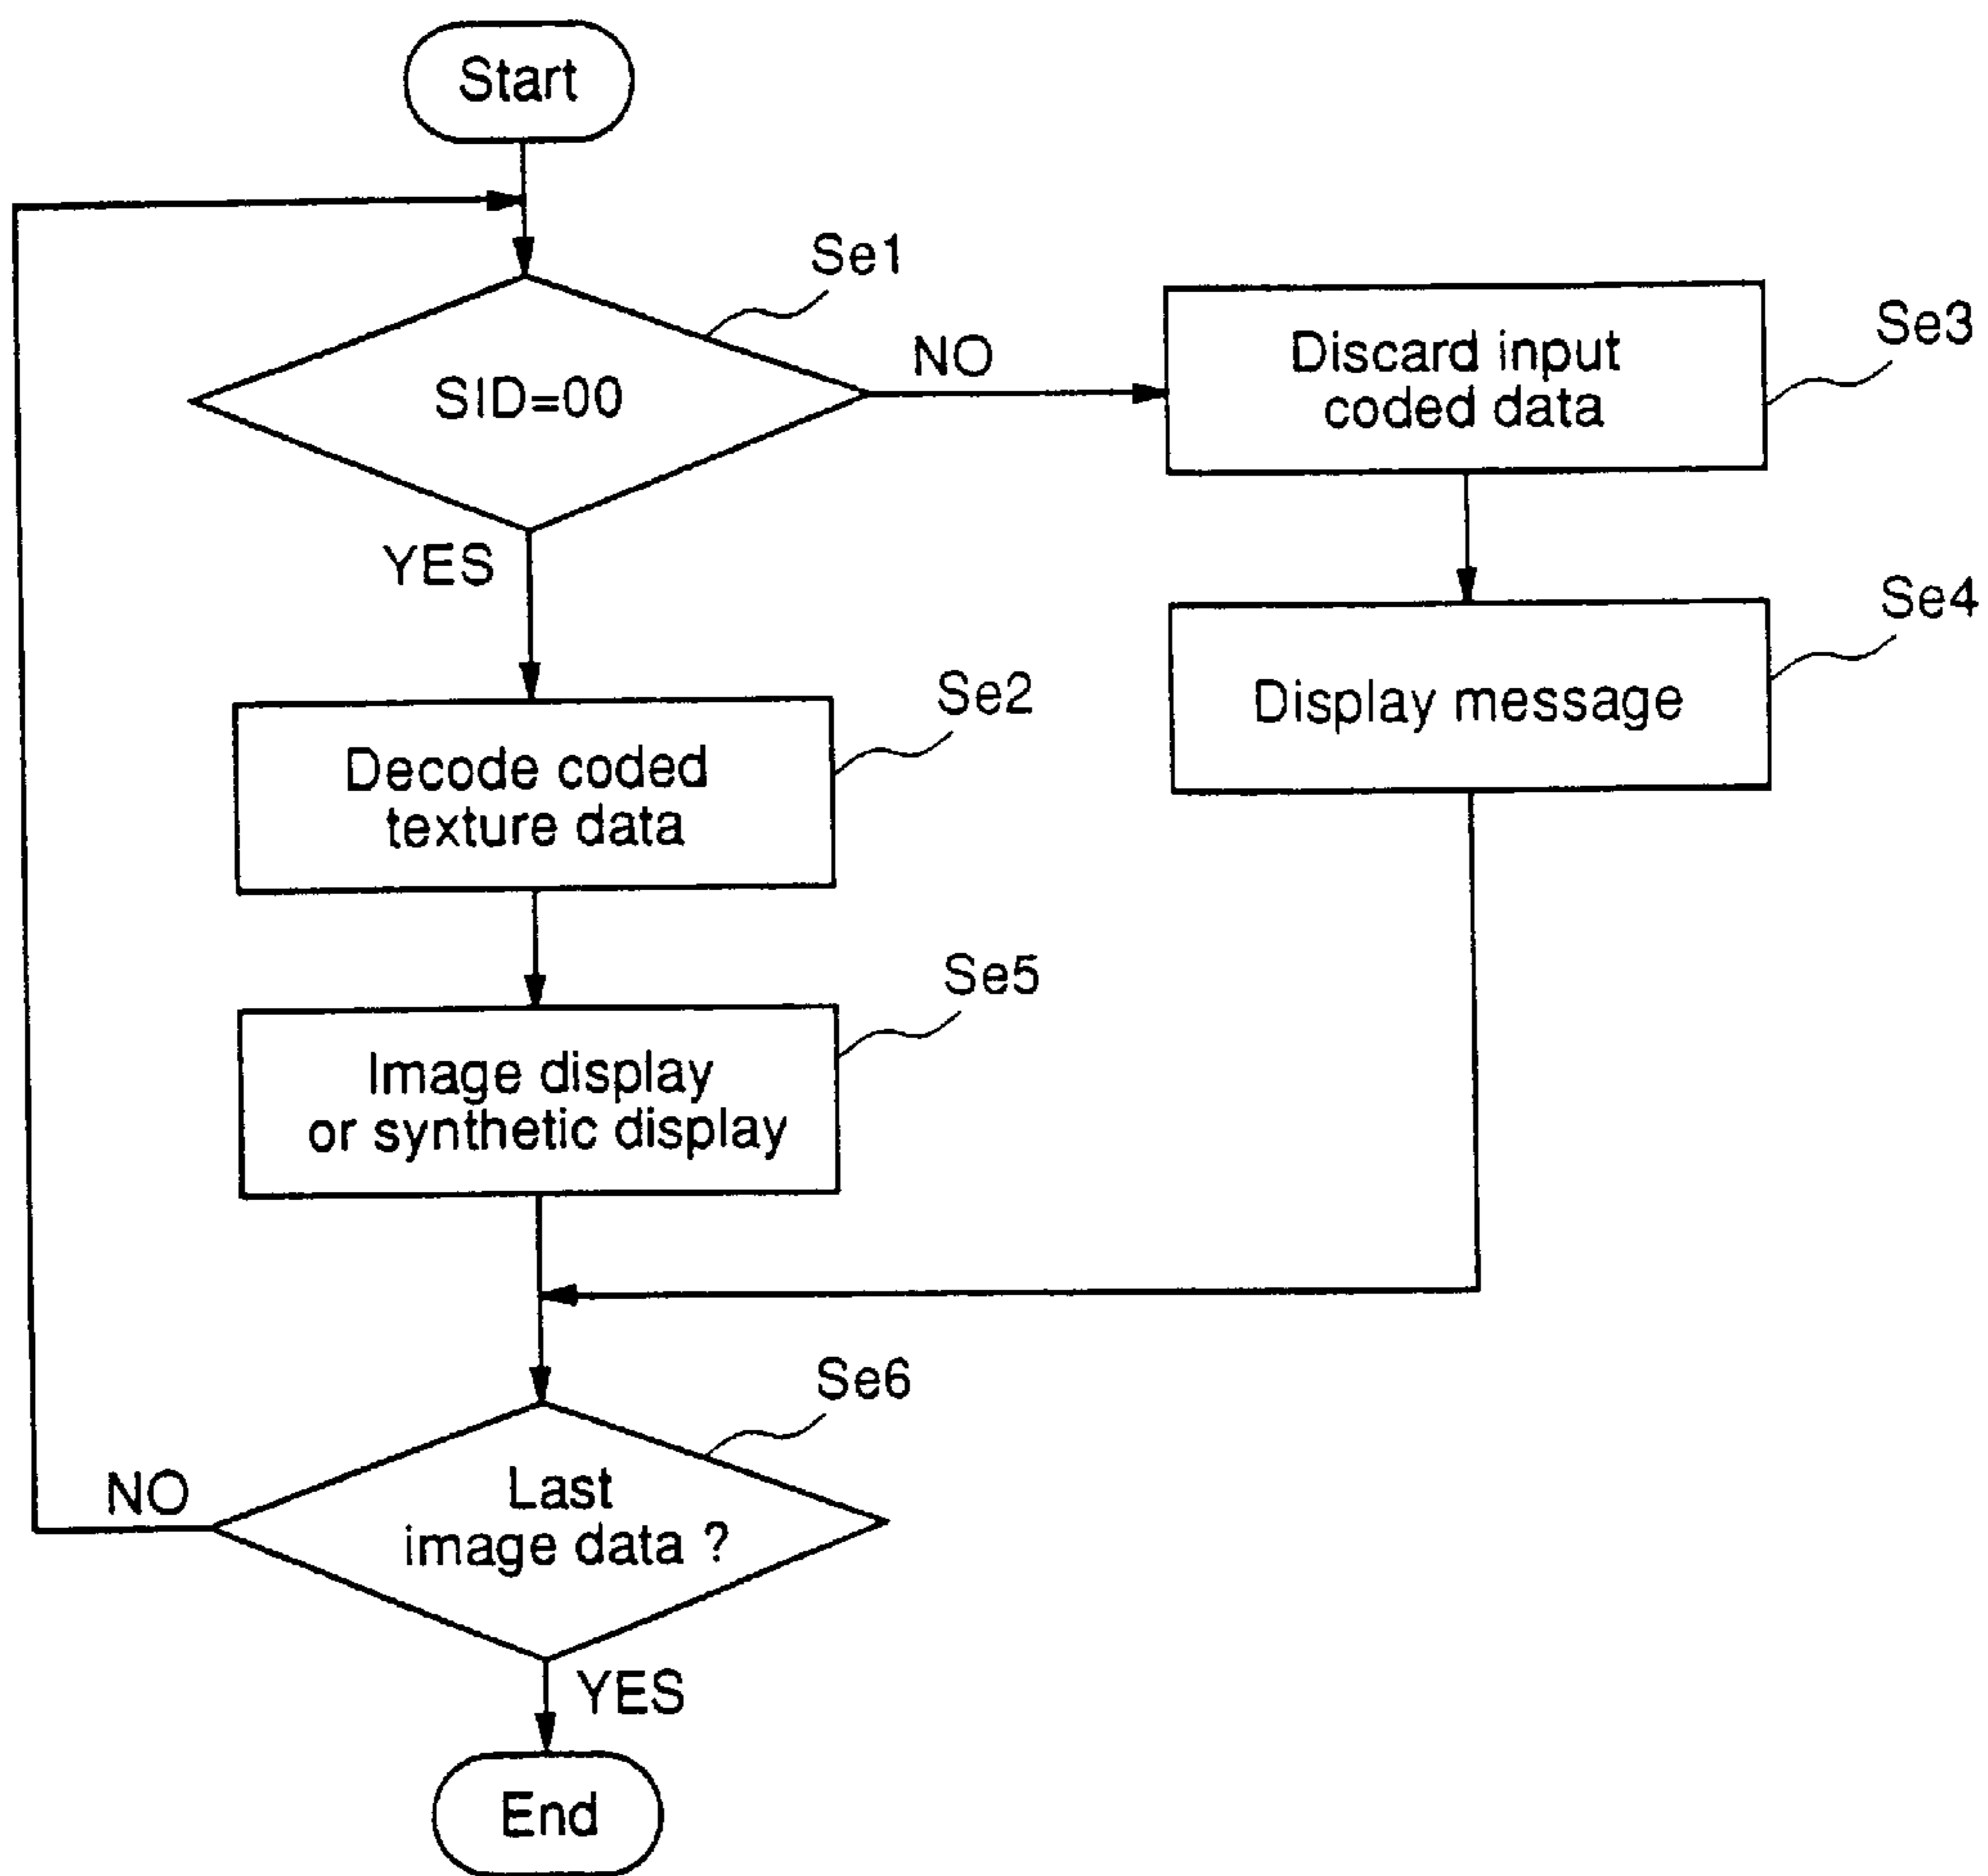 Start
Se1
SID=00
NO
Discard input
coded data
Se3
YES
Se4
Display message
Se2
Decode coded
texture data
Se5
Image display
or synthetic display
Se6
NO
Last
image data ?
YES
End